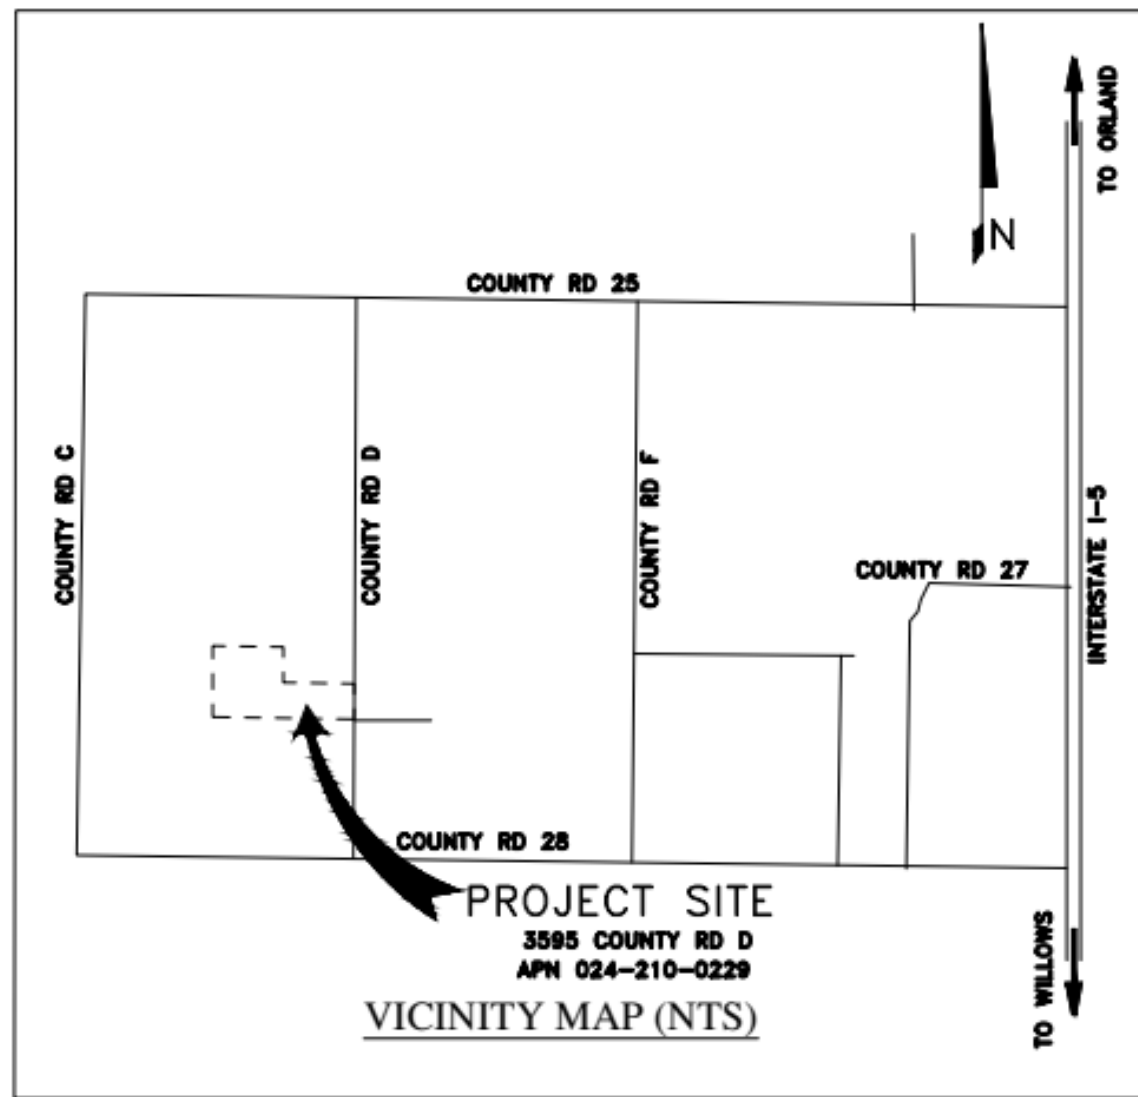 TO ORLAND
N
COUNTY RD 25
COUNTY RD C
COUNTY RD D
COUNTY RD F
INTERSTATE I-5
COUNTY RD 27
COUNTY RD 28
PROJECT SITE
3595 COUNTY RD D
APN 024-210-0229
TO WILLOWS
VICINITY MAP (NTS)